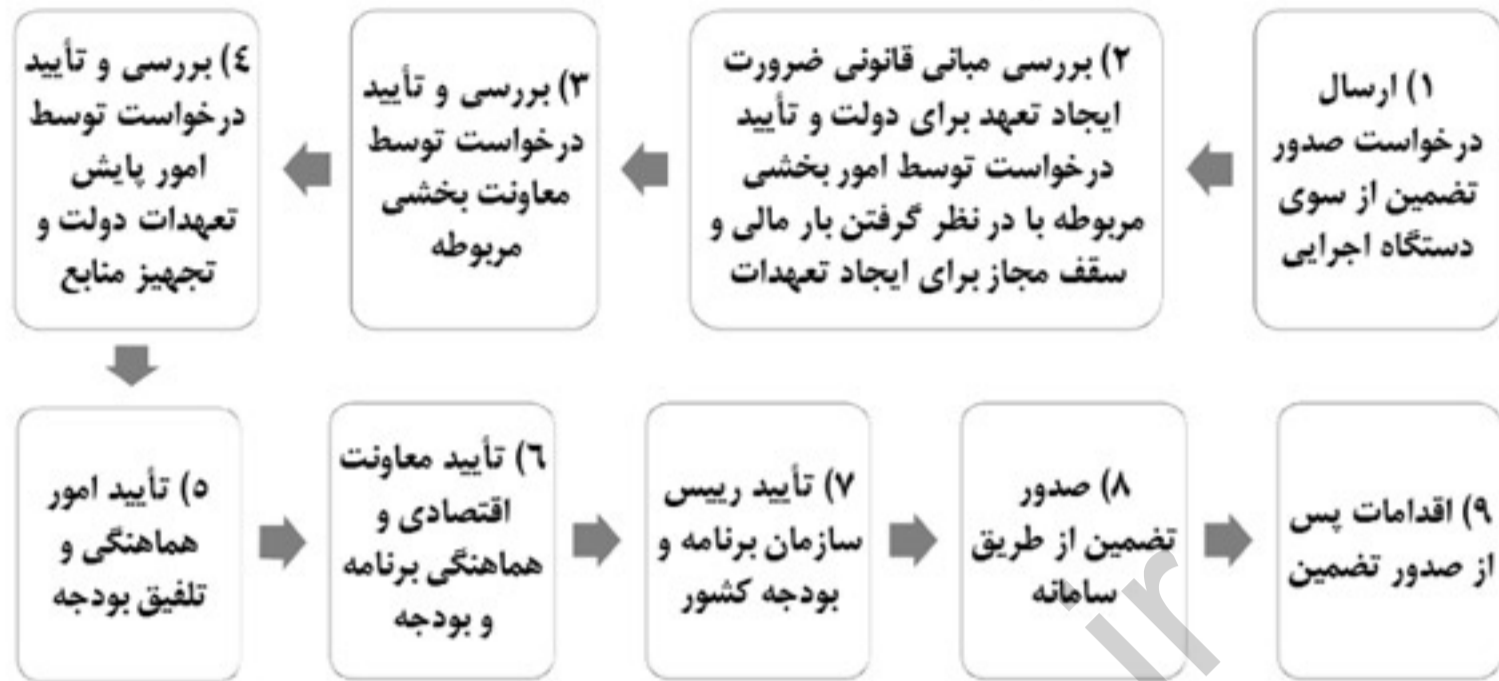 ۱) ارسال
درخواست صدور
تضمین از سوی
دستگاه اجرایی
۲) بررسی مبانی قانونی ضرورت
ایجاد تعهد برای دولت و تأیید
درخواست توسط امور بخشی
مربوطه با در نظر گرفتن بار مالی و
سقف مجاز برای ایجاد تعهدات
۳) بررسی و تأیید
درخواست توسط
معاونت بخشی
مربوطه
٤) بررسی و تأیید
درخواست توسط
امور پایش
تعهدات دولت و
تجهیز منابع
٥) تأیید امور
هماهنگی و
تلفیق بودجه
٦) تأیید معاونت
اقتصادی و
هماهنگی برنامه
و بودجه
۷) تأیید رییس
سازمان برنامه و
بودجه کشور
۸) صدور
تضمین از طریق
سامانه
۹) اقدامات پس
از صدور تضمین
ir